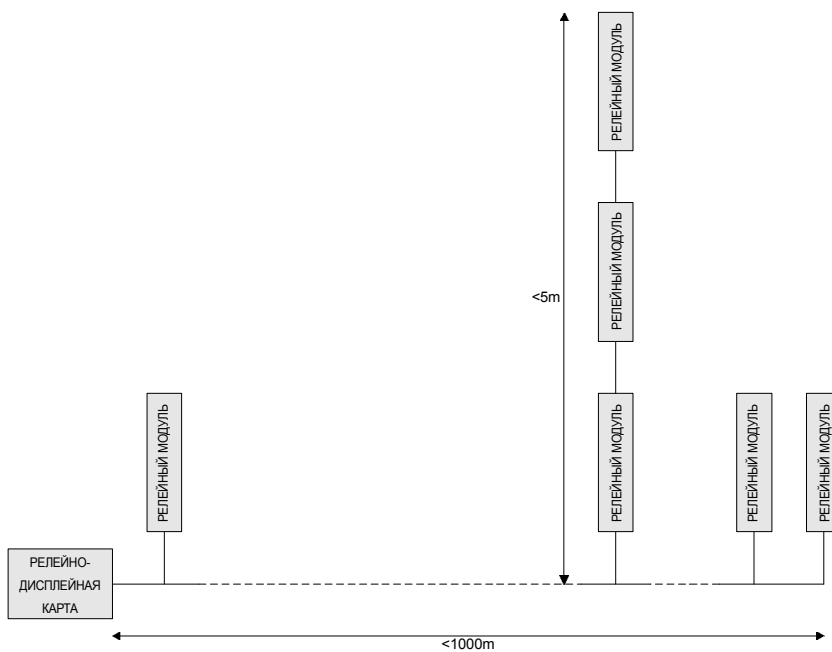 РЕЛЕЙНЫЙ МОДУЛЬ
РЕЛЕЙНЫЙ МОДУЛЬ
<5m
РЕЛЕЙНЫЙ МОДУЛЬ
РЕЛЕЙНЫЙ МОДУЛЬ
РЕЛЕЙНЫЙ МОДУЛЬ
РЕЛЕЙНЫЙ МОДУЛЬ
РЕЛЕЙНО-
ДИСПЛЕЙНАЯ
КАРТА
<1000m